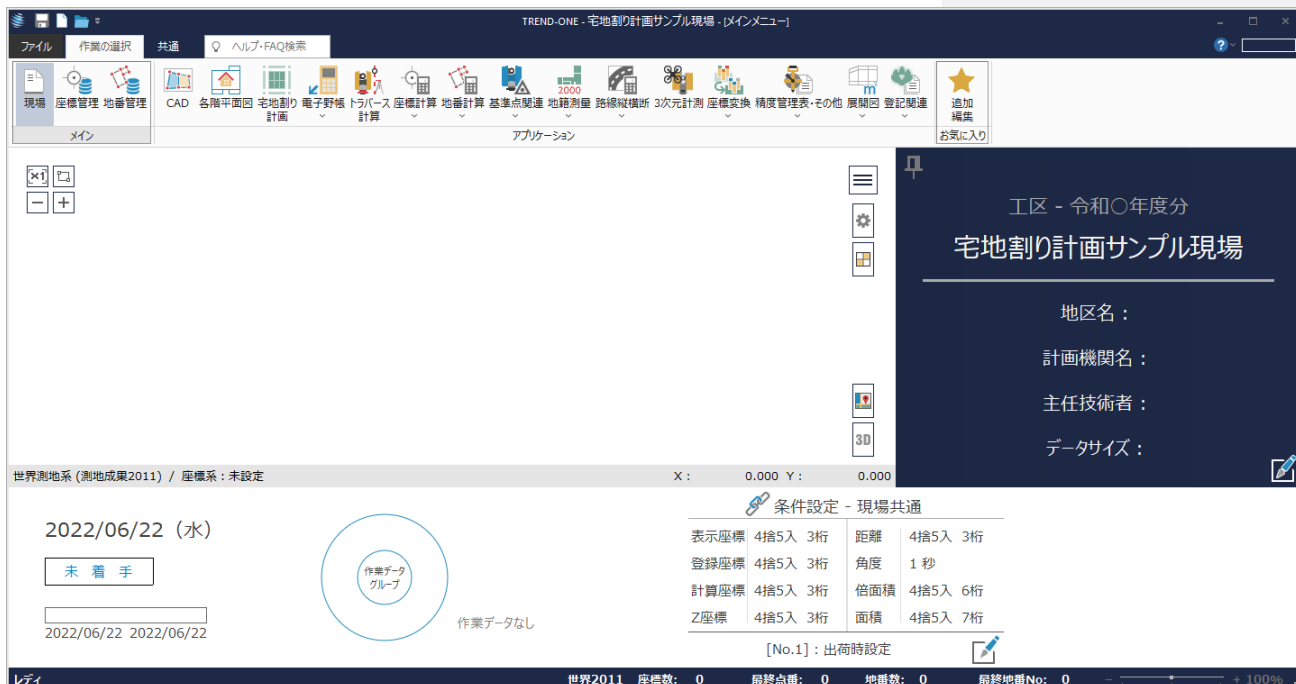 TREND-ONE - 宅地割り計画サンプル現場 - [メインメニュー]
ファイル 作業の選択 共通 ヘルプ・FAQ検索
現場 座標管理 地番管理 CAD 各階平面図 宅地割り計画 電子野帳 トラバース計算 座標計算 地番計算 基準点関連 地籍測量 路線縦横断 3次元計測 座標変換 精度管理表・その他 展開図 登記関連 追加編集
メイン アプリケーション お気に入り
工区 - 令和〇年度分
宅地割り計画サンプル現場
地区名：
計画機関名：
主任技術者：
データサイズ：
3D
世界測地系 (測地成果2011) / 座標系：未設定 X： 0.000 Y： 0.000
2022/06/22（水）
未 着 手
2022/06/22 2022/06/22
作業データ
グループ
作業データなし
条件設定 - 現場共通
表示座標 4捨5入 3桁 距離 4捨5入 3桁
登録座標 4捨5入 3桁 角度 1 秒
計算座標 4捨5入 3桁 倍面積 4捨5入 6桁
Z座標 4捨5入 3桁 面積 4捨5入 7桁
[No.1]：出荷時設定
レディ 世界2011 座標数: 0 最終点番: 0 地番数: 0 最終地番No: 0 － + 100%